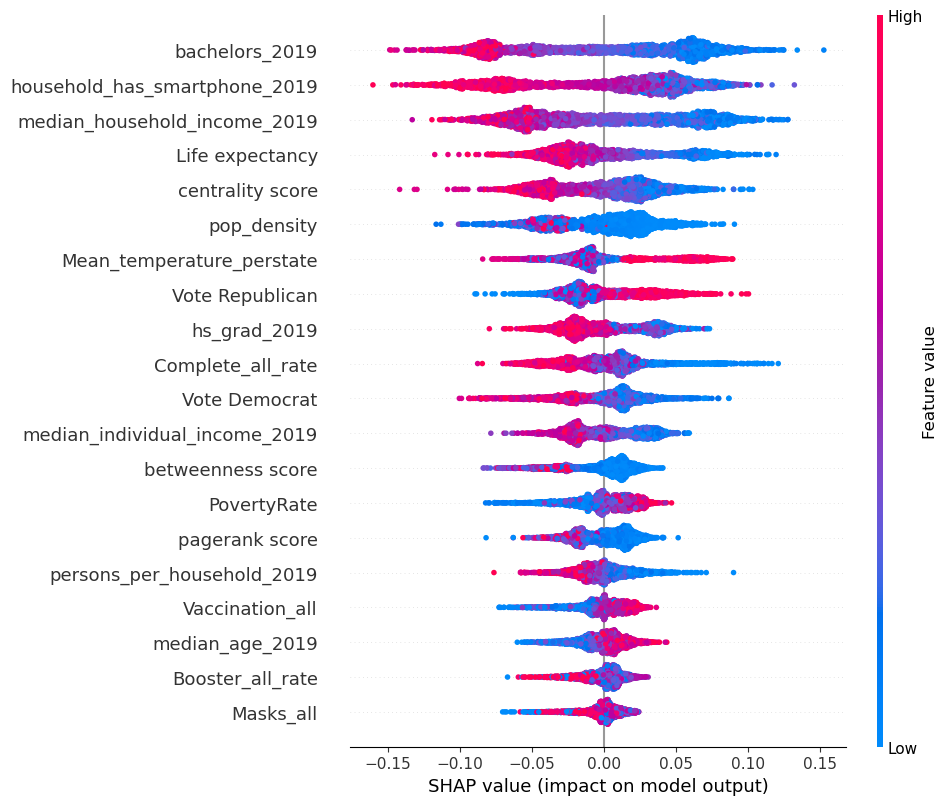 High
bachelors_2019
household_has_smartphone_2019
median_household_income_2019
Life expectancy
centrality score
pop_density
Mean_temperature_perstate
Vote Republican
hs_grad_2019
Complete_all_rate
Vote Democrat
median_individual_income_2019
betweenness score
PovertyRate
pagerank score
persons_per_household_2019
Vaccination_all
median_age_2019
Booster_all_rate
Masks_all
Feature value
Low
−0.15 −0.10 −0.05 0.00 0.05 0.10 0.15
SHAP value (impact on model output)